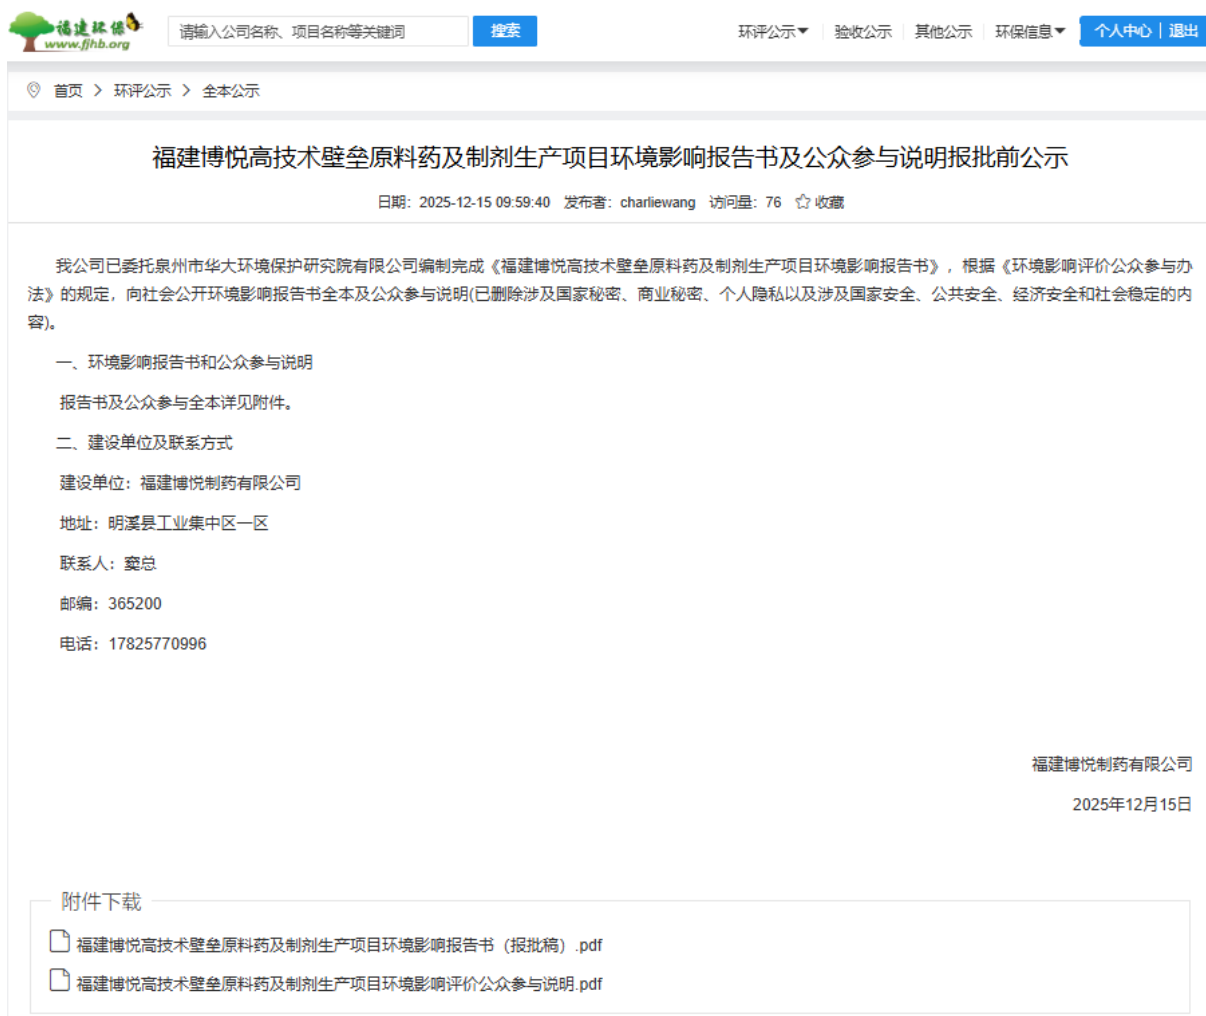 福建环保
www.fjhb.org
请输入公司名称、项目名称等关键词
搜索
环评公示
验收公示
其他公示
环保信息
个人中心 | 退出
首页 > 环评公示 > 全本公示
福建博悦高技术壁垒原料药及制剂生产项目环境影响报告书及公众参与说明报批前公示
日期：2025-12-15 09:59:40 发布者：charliewang 访问量：76 收藏
我公司已委托泉州市华大环境保护研究院有限公司编制完成《福建博悦高技术壁垒原料药及制剂生产项目环境影响报告书》，根据《环境影响评价公众参与办
法》的规定，向社会公开环境影响报告书全本及公众参与说明(已删除涉及国家秘密、商业秘密、个人隐私以及涉及国家安全、公共安全、经济安全和社会稳定的内
容)。
一、环境影响报告书和公众参与说明
报告书及公众参与全本详见附件。
二、建设单位及联系方式
建设单位：福建博悦制药有限公司
地址：明溪县工业集中区一区
联系人：窦总
邮编：365200
电话：17825770996
福建博悦制药有限公司
2025年12月15日
附件下载
福建博悦高技术壁垒原料药及制剂生产项目环境影响报告书（报批稿）.pdf
福建博悦高技术壁垒原料药及制剂生产项目环境影响评价公众参与说明.pdf